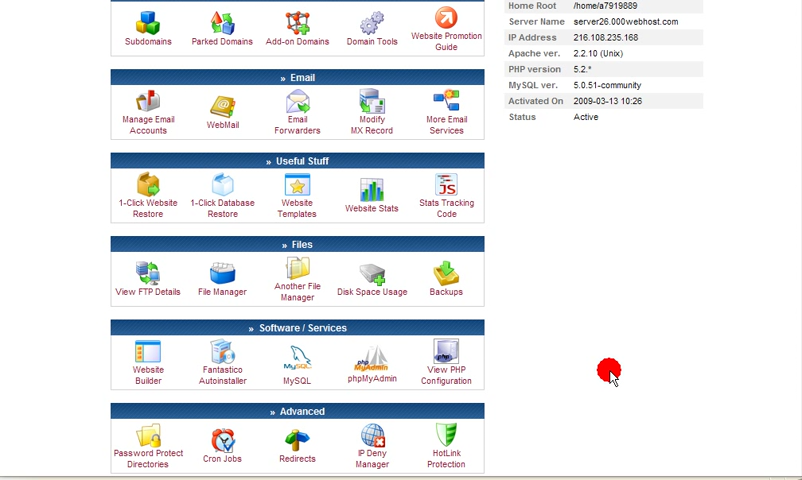 Subdomains
Parked Domains
Add-on Domains
Domain Tools
Website Promotion
Guide
» Email
Manage Email
Accounts
WebMail
Email
Forwarders
Modify
MX Record
More Email
Services
» Useful Stuff
1-Click Website
Restore
1-Click Database
Restore
Website
Templates
Website Stats
JS
Stats Tracking
Code
» Files
View FTP Details
File Manager
Another File
Manager
Disk Space Usage
Backups
» Software / Services
Website
Builder
Fantastico
Autoinstaller
MySQL
MySQL
php
MyAdmin
phpMyAdmin
php
View PHP
Configuration
» Advanced
Password Protect
Directories
Cron Jobs
Redirects
IP Deny
Manager
HotLink
Protection
Home Root /home/a7919889
Server Name server26.000webhost.com
IP Address 216.108.235.168
Apache ver. 2.2.10 (Unix)
PHP version 5.2.*
MySQL ver. 5.0.51-community
Activated On 2009-03-13 10:26
Status Active